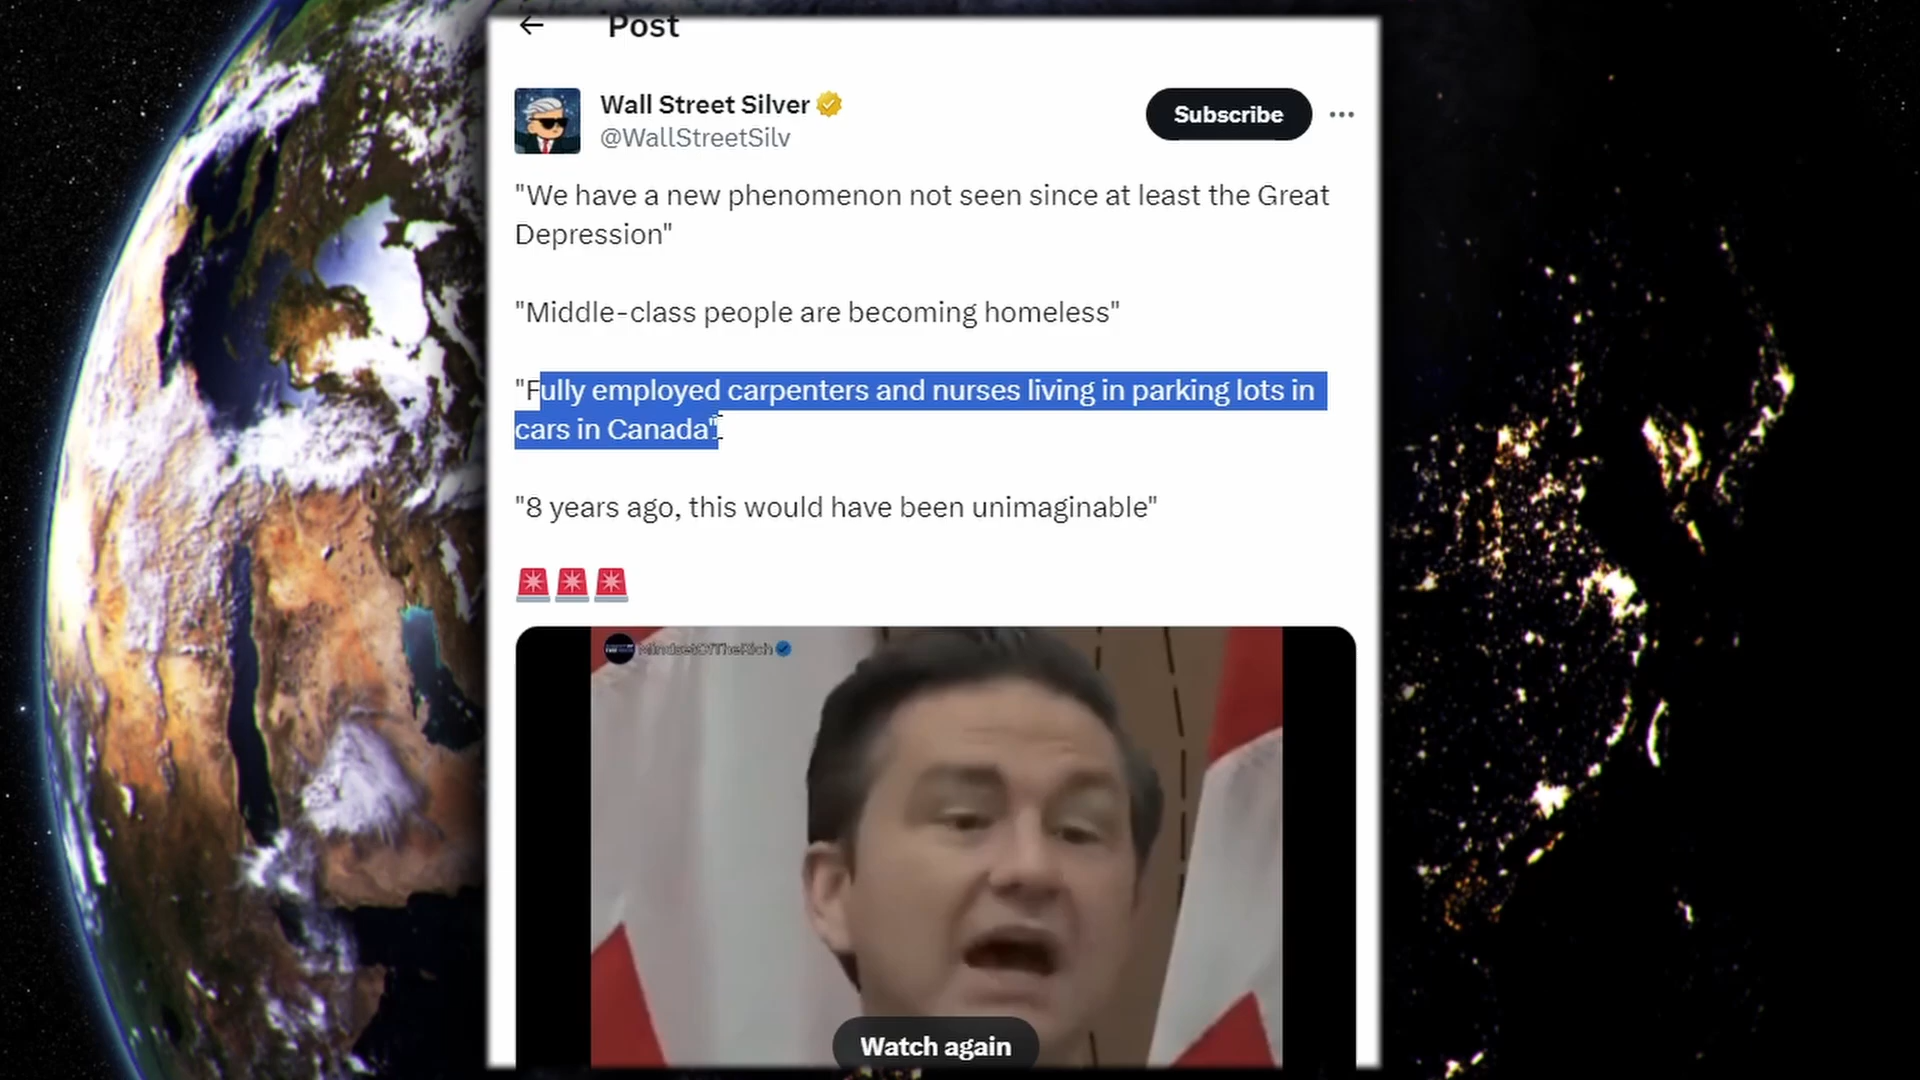 Post
Wall Street Silver
@WallStreetSilv
Subscribe
"We have a new phenomenon not seen since at least the Great
Depression"
"Middle-class people are becoming homeless"
"Fully employed carpenters and nurses living in parking lots in
cars in Canada"
"8 years ago, this would have been unimaginable"
MindsetOfTheRich
Watch again